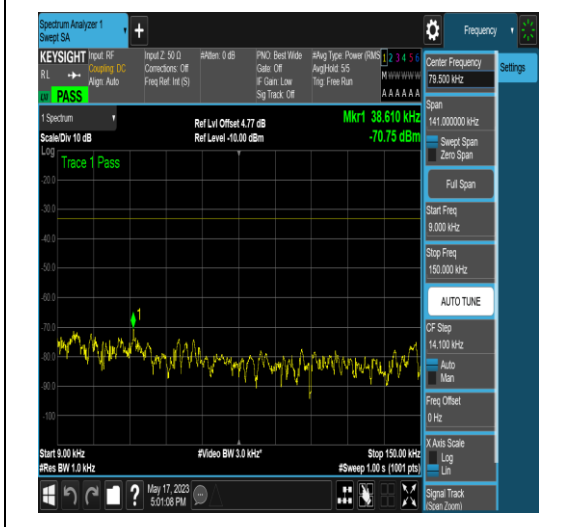 Spectrum Analyzer 1
Swept SA
Frequency
KEYSIGHT
Input: RF
Coupling: DC
Align: Auto
Input Z: 50 Ω
Corrections: Off
Freq Ref: Int (S)
#Atten: 0 dB
PNO: Best Wide
Gate: Off
IF Gain: Low
Sig Track: Off
#Avg Type: Power (RMS
Avg|Hold: 5/5
Trig: Free Run
1 2 3 4 5 6
M W W W W W
A A A A A A
RL
PASS
Settings
1 Spectrum
Scale/Div 10 dB
Ref Lvl Offset 4.77 dB
Ref Level -10.00 dBm
Mkr1 38.610 kHz
-70.75 dBm
Log
Trace 1 Pass
-20.0
-30.0
-40.0
-50.0
-60.0
-70.0
-80.0
-90.0
-100
1
Start 9.00 kHz
#Res BW 1.0 kHz
#Video BW 3.0 kHz*
Stop 150.00 kHz
#Sweep 1.00 s (1001 pts)
May 17, 2023
5:01:08 PM
Center Frequency
79.500 kHz
Span
141.000000 kHz
Swept Span
Zero Span
Full Span
Start Freq
9.000 kHz
Stop Freq
150.000 kHz
AUTO TUNE
CF Step
14.100 kHz
Auto
Man
Freq Offset
0 Hz
X Axis Scale
Log
Lin
Signal Track
(Span Zoom)